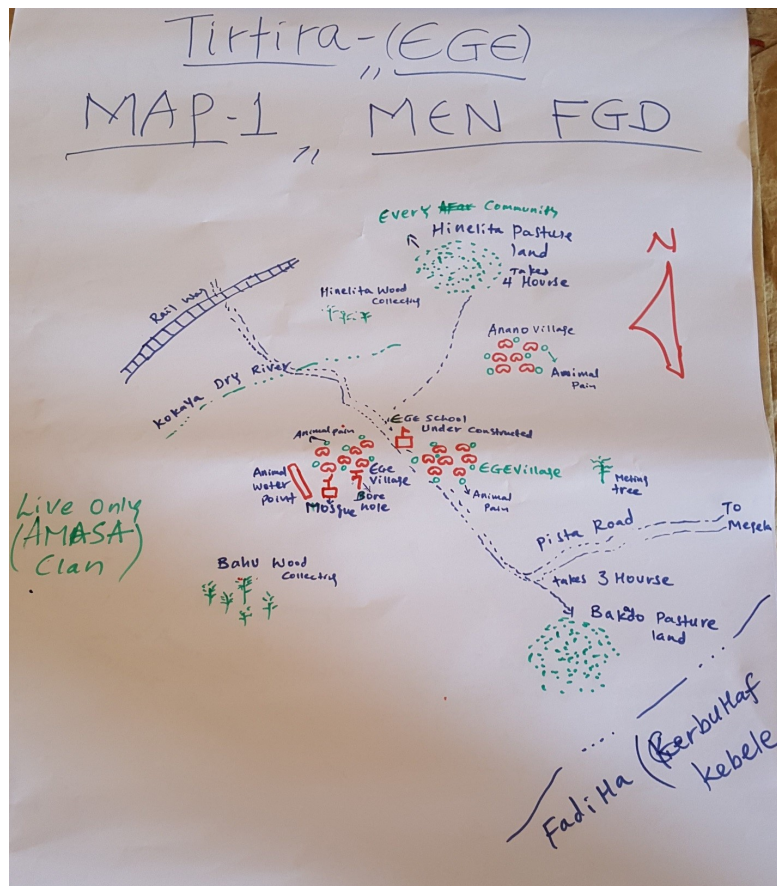 Tirtira-(EGE)
MAP-1 ,, MEN FGD
Every Community
Hinelita Pasture
land
Takes
4 Hourse
N
Rail Way
Hinelita Wood
Collecting
Anano Village
Animal
Pain
Kokaya Dry River
EGE School
Under Constructed
Animal pain
Animal
Water
Point
EGE
Village
Bore
hole
Mosque
EGE Village
Animal
Pain
Meting
tree
Live Only
(AMASA)
Clan
Bahu Wood
Collecting
Pista Road
To
takes 3 Hourse
Bakdo Pasture
land
Fadiha (Kerbuhaf
kebele